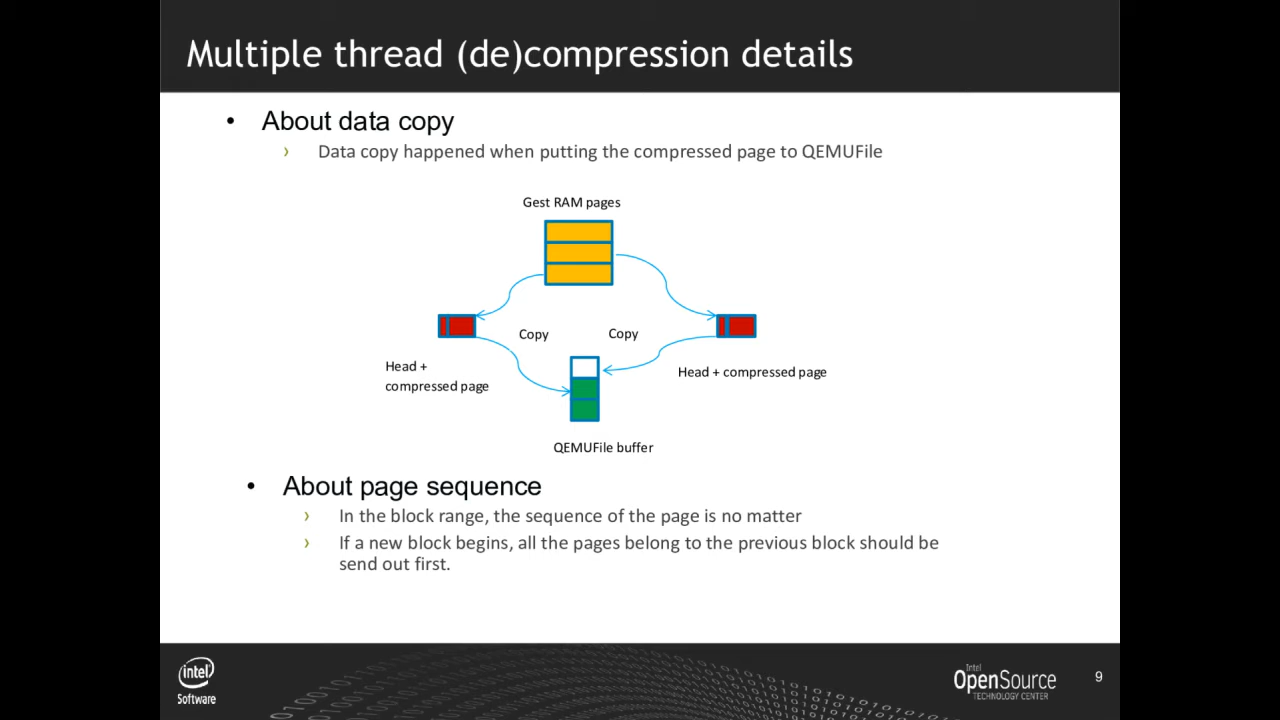 Multiple thread (de)compression details
• About data copy
› Data copy happened when putting the compressed page to QEMUFile
Gest RAM pages
Copy
Copy
Head +
compressed page
Head + compressed page
QEMUFile buffer
• About page sequence
› In the block range, the sequence of the page is no matter
› If a new block begins, all the pages belong to the previous block should be
send out first.
intel
Software
Intel
OpenSource
TECHNOLOGY CENTER
9